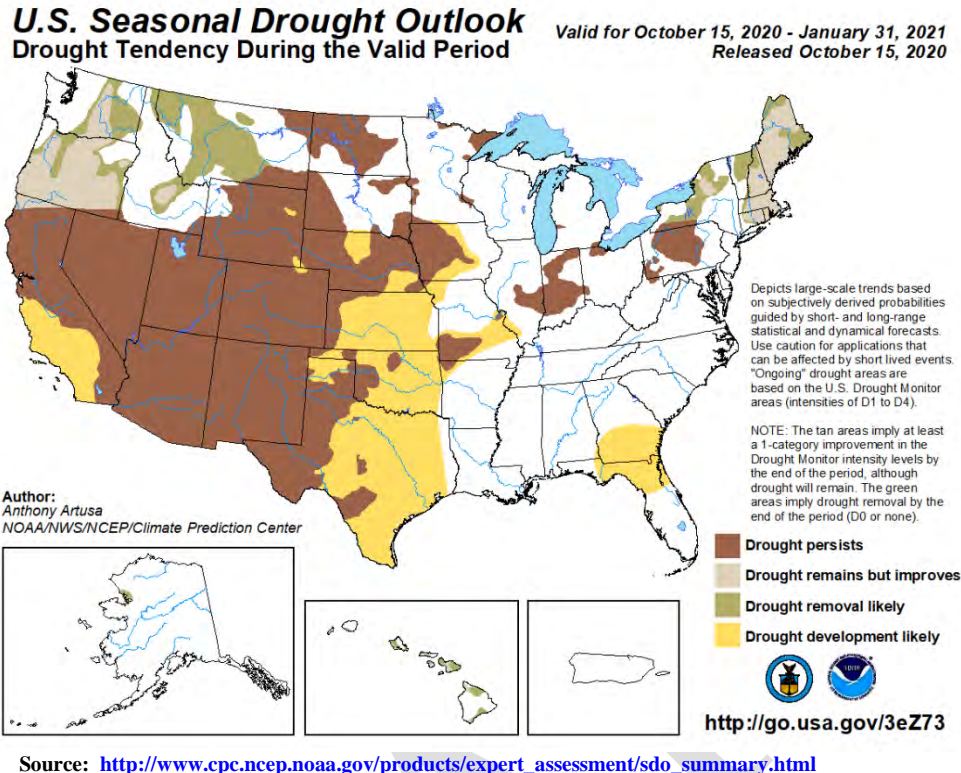 U.S. Seasonal Drought Outlook
Drought Tendency During the Valid Period
Valid for October 15, 2020 - January 31, 2021
Released October 15, 2020
Depicts large-scale trends based
on subjectively derived probabilities
guided by short- and long-range
statistical and dynamical forecasts.
Use caution for applications that
can be affected by short lived events.
"Ongoing" drought areas are
based on the U.S. Drought Monitor
areas (intensities of D1 to D4).
NOTE: The tan areas imply at least
a 1-category improvement in the
Drought Monitor intensity levels by
the end of the period, although
drought will remain. The green
areas imply drought removal by the
end of the period (D0 or none).
Author:
Anthony Artusa
NOAA/NWS/NCEP/Climate Prediction Center
Drought persists
Drought remains but improves
Drought removal likely
Drought development likely
http://go.usa.gov/3eZ73
Source: http://www.cpc.ncep.noaa.gov/products/expert_assessment/sdo_summary.html